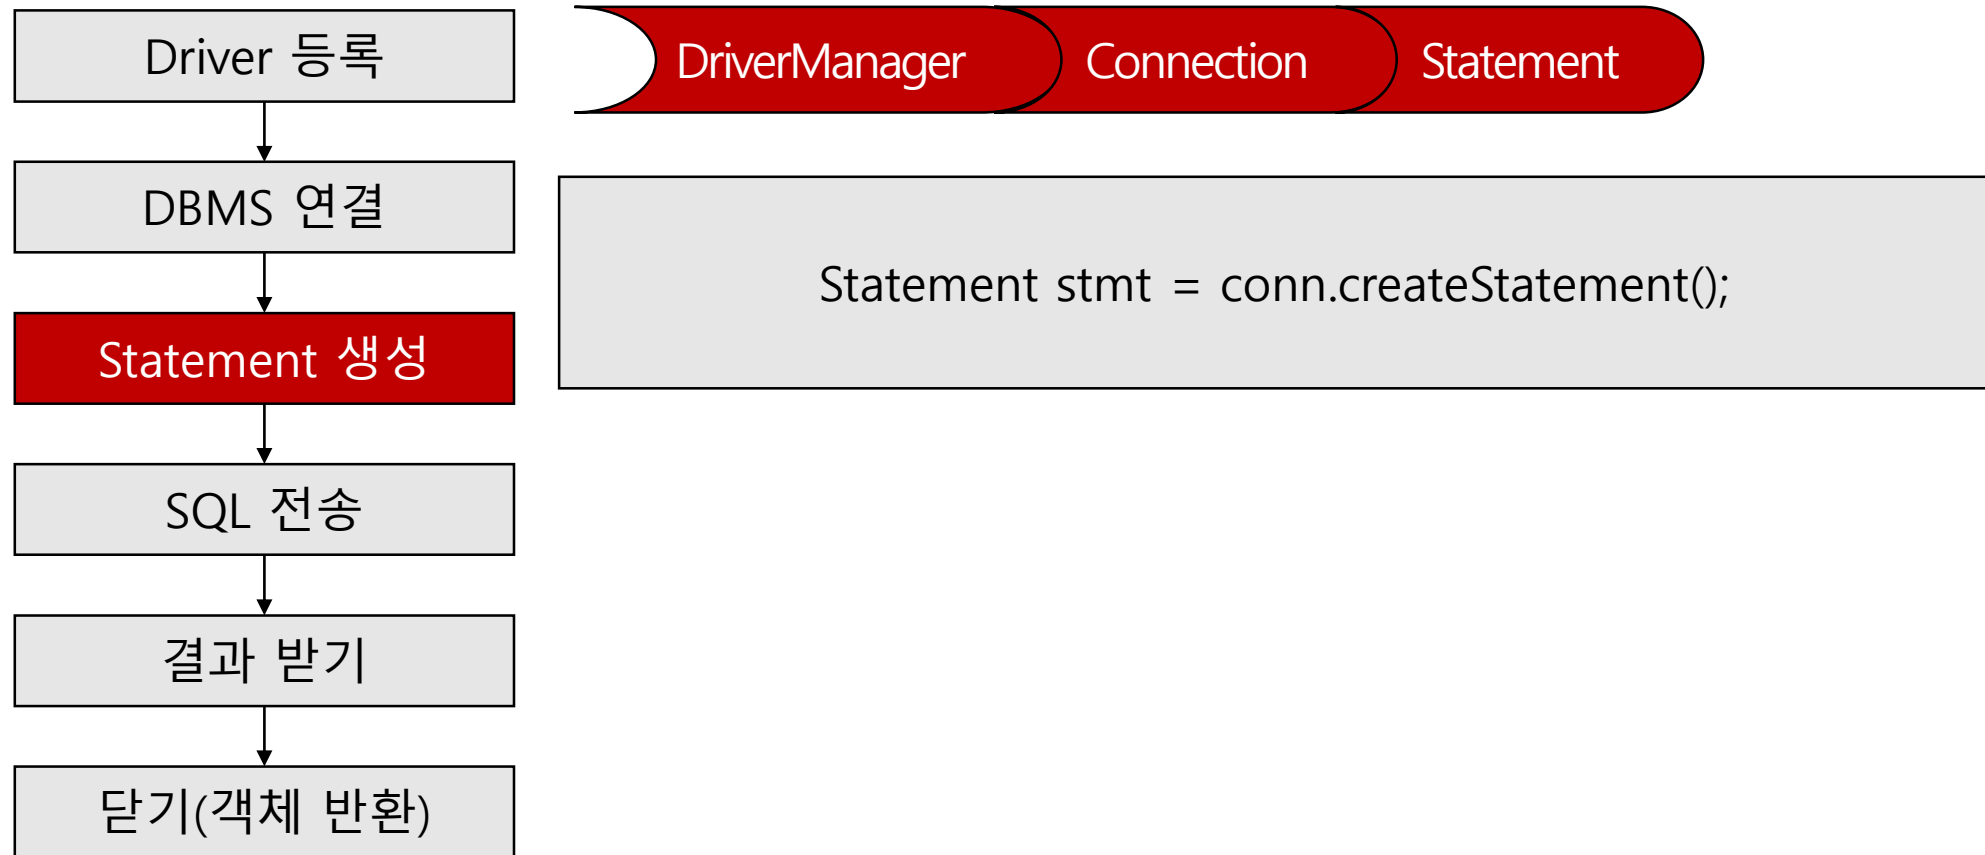 Driver 등록
DBMS 연결
Statement 생성
SQL 전송
결과 받기
닫기(객체 반환)
DriverManager
Connection
Statement
Statement stmt = conn.createStatement();